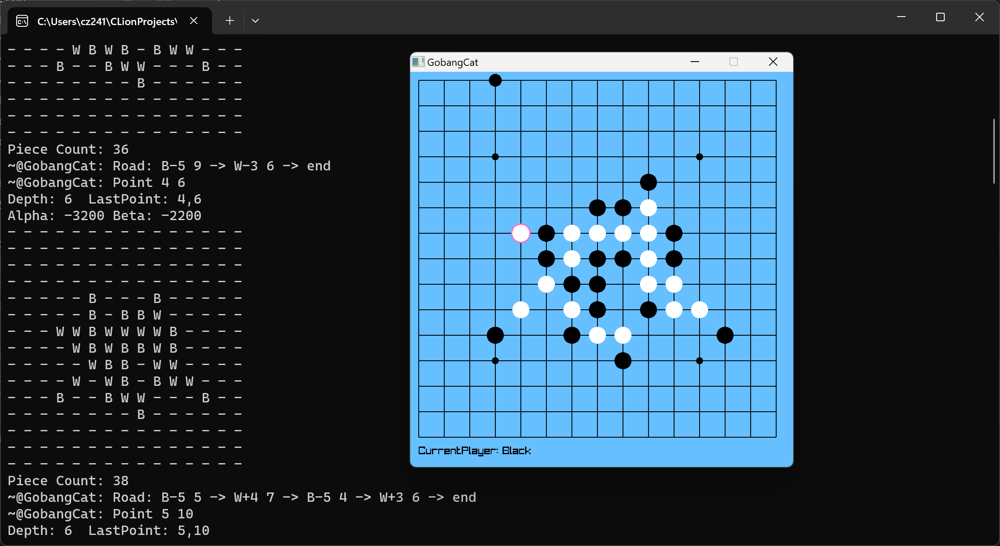 C:\Users\cz241\CLionProjects\
- - - - W B W B - B W W - - -
- - - B - - B W W - - - B - -
- - - - - - - - B - - - - - -
- - - - - - - - - - - - - - -
- - - - - - - - - - - - - - -
- - - - - - - - - - - - - - -
Piece Count: 36
~@GobangCat: Road: B-5 9 -> W-3 6 -> end
~@GobangCat: Point 4 6
Depth: 6  LastPoint: 4,6
Alpha: -3200 Beta: -2200
- - - - - - - - - - - - - - -
- - - - - - - - - - - - - - -
- - - - - - - - - - - - - - -
- - - - - - - - - - - - - - -
- - - - - B - - - B - - - - -
- - - - - B - B B W - - - - -
- - - W W B W W W W B - - - -
- - - - W B W B B W B - - - -
- - - - - W B B - W W - - - -
- - - - W - W B - B W W - - -
- - - B - - B W W - - - B - -
- - - - - - - - B - - - - - -
- - - - - - - - - - - - - - -
- - - - - - - - - - - - - - -
- - - - - - - - - - - - - - -
Piece Count: 38
~@GobangCat: Road: B-5 5 -> W+4 7 -> B-5 4 -> W+3 6 -> end
~@GobangCat: Point 5 10
Depth: 6  LastPoint: 5,10
GobangCat
CurrentPlayer: Black